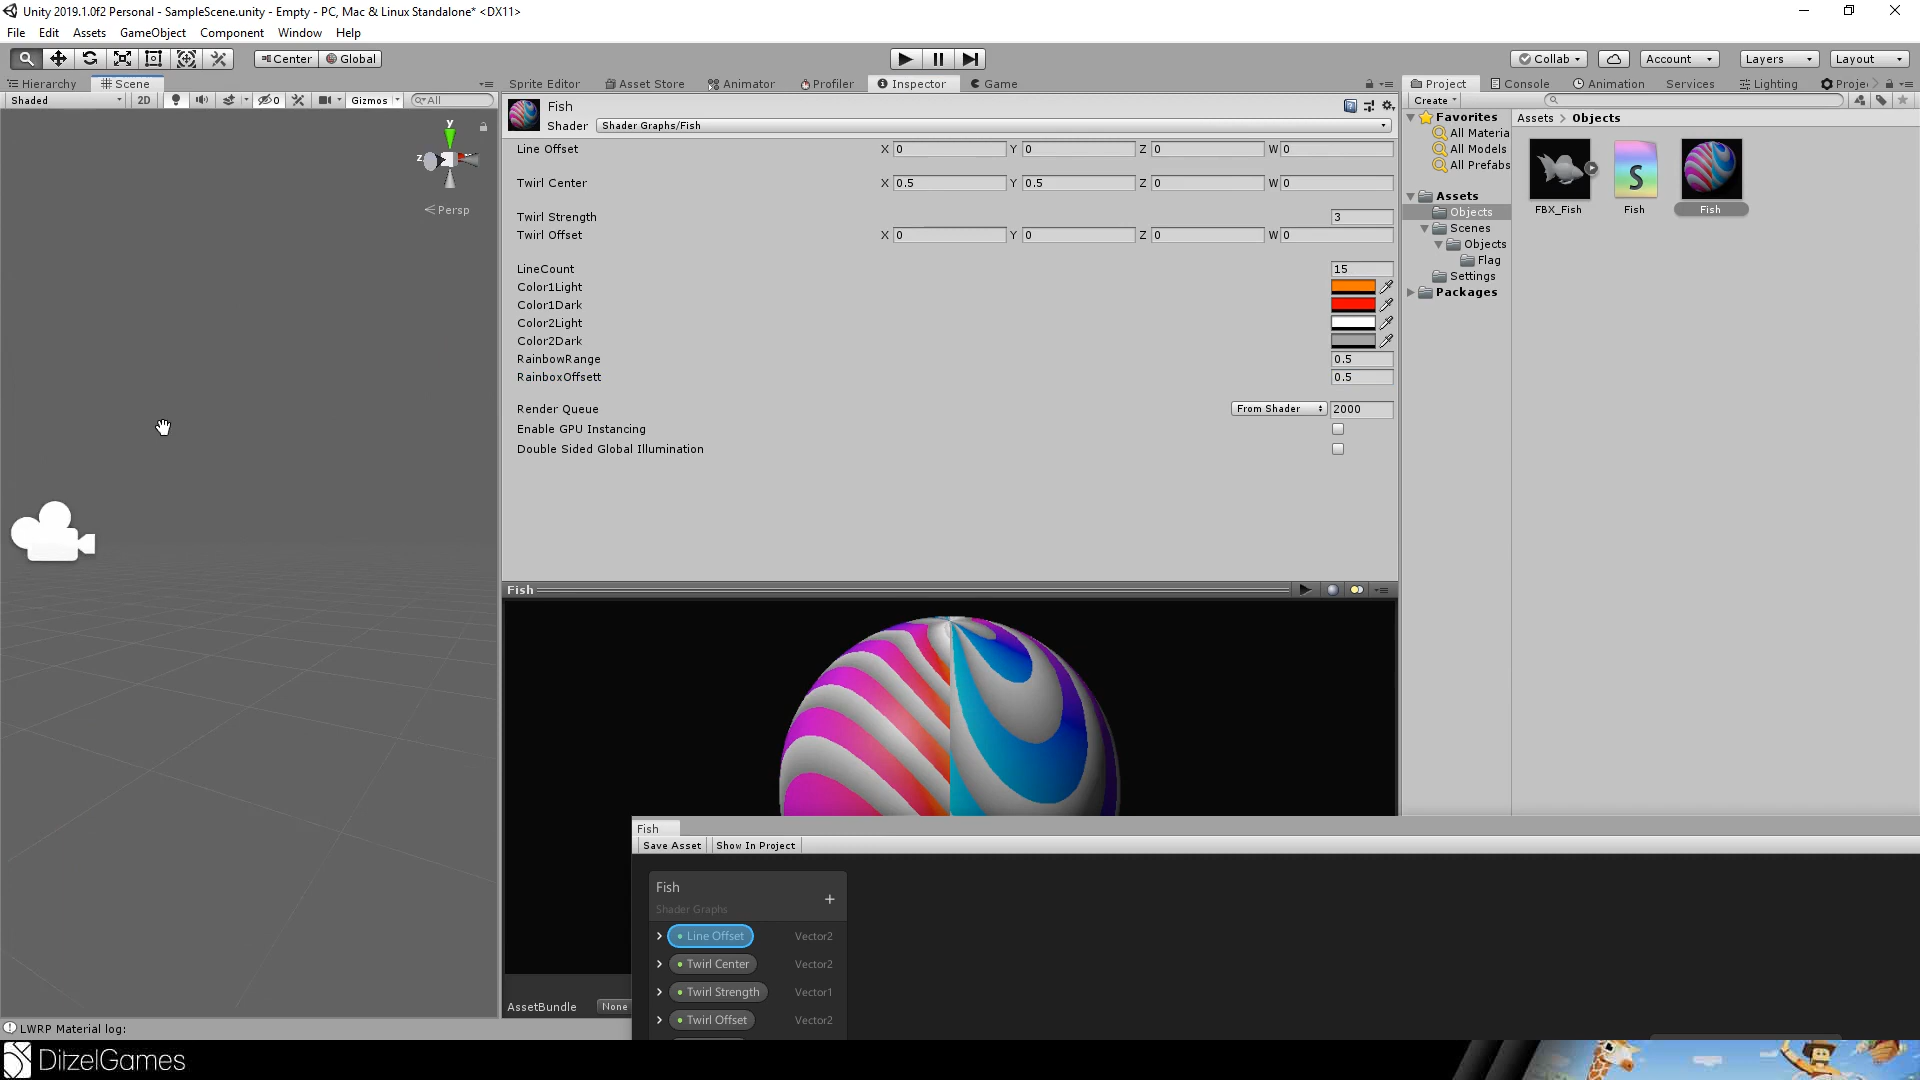 Unity 2019.1.0f2 Personal - SampleScene.unity - Empty - PC, Mac & Linux Standalone* <DX11>
File Edit Assets GameObject Component Window Help
Center Global Collab Account Layers Layout
Hierarchy Scene Sprite Editor Asset Store Animator Profiler Inspector Game Project Console Animation Services Lighting Proje
Shaded 2D 0 Gizmos All
Fish
Shader Shader Graphs/Fish
Create
Favorites
All Materia
All Models
All Prefabs
Assets
Objects
Scenes
Objects
Flag
Settings
Packages
Assets > Objects
S
FBX_Fish Fish Fish
y
z
Persp
Line Offset X 0 Y 0 Z 0 W 0
Twirl Center X 0.5 Y 0.5 Z 0 W 0
Twirl Strength 3
Twirl Offset X 0 Y 0 Z 0 W 0
LineCount 15
Color1Light
Color1Dark
Color2Light
Color2Dark
RainbowRange 0.5
RainboxOffsett 0.5
Render Queue From Shader 2000
Enable GPU Instancing
Double Sided Global Illumination
Fish
AssetBundle None
Fish
Save Asset Show In Project
Fish
Shader Graphs
+
Line Offset Vector2
Twirl Center Vector2
Twirl Strength Vector1
Twirl Offset Vector2
LWRP Material log:
DitzelGames